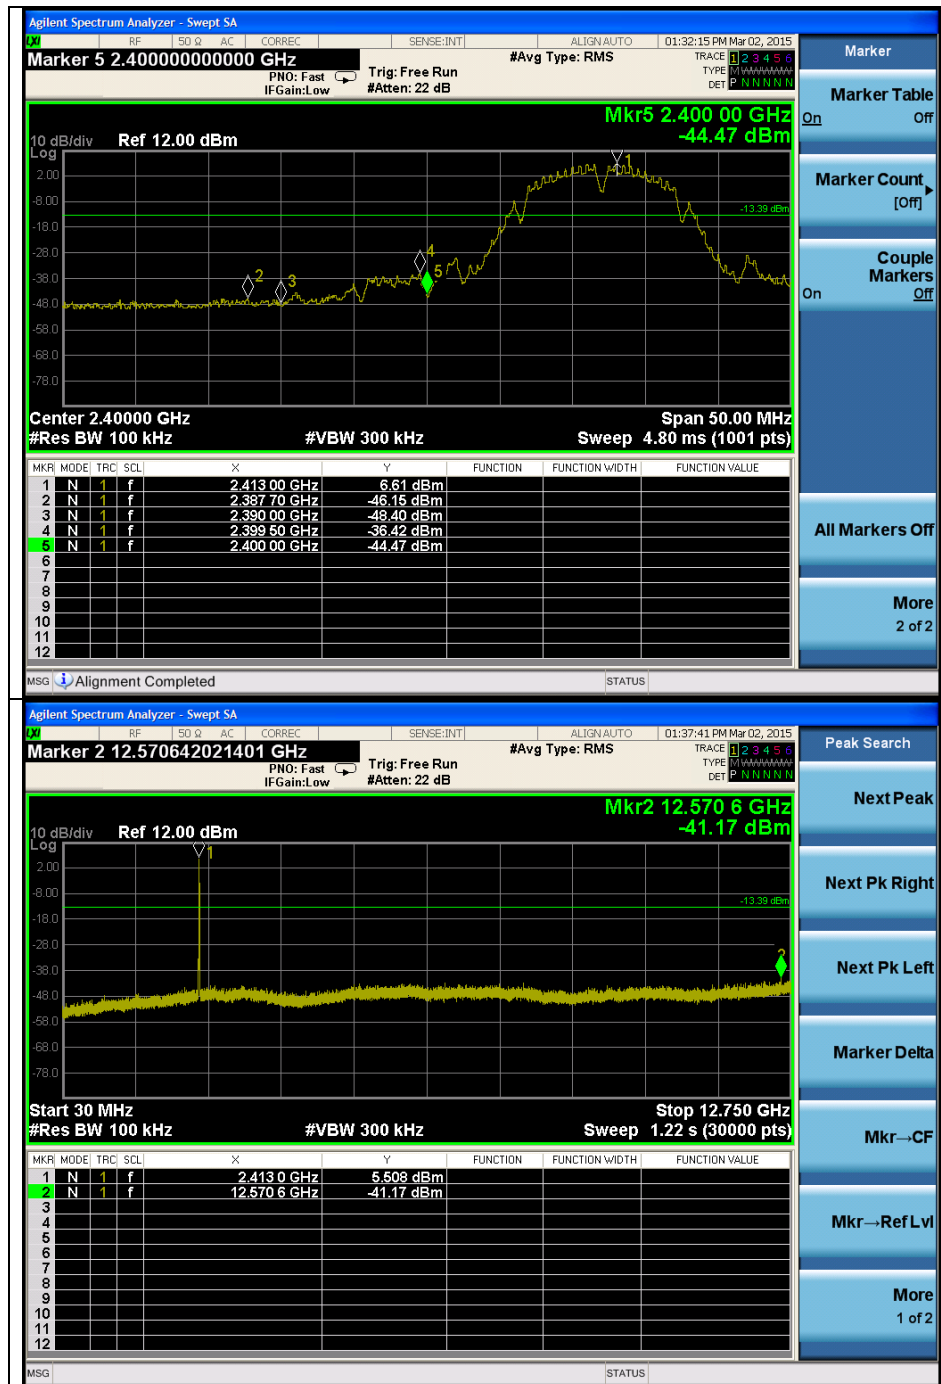 Agilent Spectrum Analyzer - Swept SA
LXI RF 50 Ω AC CORREC SENSE:INT ALIGN AUTO 01:32:15 PM Mar 02, 2015
Marker 5 2.400000000000 GHz
PNO: Fast
IFGain:Low
Trig: Free Run
#Atten: 22 dB
#Avg Type: RMS
TRACE 1 2 3 4 5 6
TYPE M WWWWW
DET P N N N N N
Mkr5 2.400 00 GHz
-44.47 dBm
10 dB/div Ref 12.00 dBm
Log
2.00
-8.00
-18.0
-28.0
-38.0
-48.0
-58.0
-68.0
-78.0
-13.39 dBm
1
2
3
4
5
Center 2.40000 GHz Span 50.00 MHz
#Res BW 100 kHz #VBW 300 kHz Sweep 4.80 ms (1001 pts)
MKR MODE TRC SCL X Y FUNCTION FUNCTION WIDTH FUNCTION VALUE
1 N 1 f 2.413 00 GHz 6.61 dBm
2 N 1 f 2.387 70 GHz -46.15 dBm
3 N 1 f 2.390 00 GHz -48.40 dBm
4 N 1 f 2.399 50 GHz -36.42 dBm
5 N 1 f 2.400 00 GHz -44.47 dBm
6
7
8
9
10
11
12
MSG Alignment Completed STATUS
Marker
Marker Table
On Off
Marker Count
[Off]
Couple
Markers
On Off
All Markers Off
More
2 of 2
Agilent Spectrum Analyzer - Swept SA
LXI RF 50 Ω AC CORREC SENSE:INT ALIGN AUTO 01:37:41 PM Mar 02, 2015
Marker 2 12.570642021401 GHz
PNO: Fast
IFGain:Low
Trig: Free Run
#Atten: 22 dB
#Avg Type: RMS
TRACE 1 2 3 4 5 6
TYPE M WWWWW
DET P N N N N N
Mkr2 12.570 6 GHz
-41.17 dBm
10 dB/div Ref 12.00 dBm
Log
2.00
-8.00
-18.0
-28.0
-38.0
-48.0
-58.0
-68.0
-78.0
-13.39 dBm
1
2
Start 30 MHz Stop 12.750 GHz
#Res BW 100 kHz #VBW 300 kHz Sweep 1.22 s (30000 pts)
MKR MODE TRC SCL X Y FUNCTION FUNCTION WIDTH FUNCTION VALUE
1 N 1 f 2.413 0 GHz 5.508 dBm
2 N 1 f 12.570 6 GHz -41.17 dBm
3
4
5
6
7
8
9
10
11
12
MSG STATUS
Peak Search
Next Peak
Next Pk Right
Next Pk Left
Marker Delta
Mkr→CF
Mkr→Ref Lvl
More
1 of 2